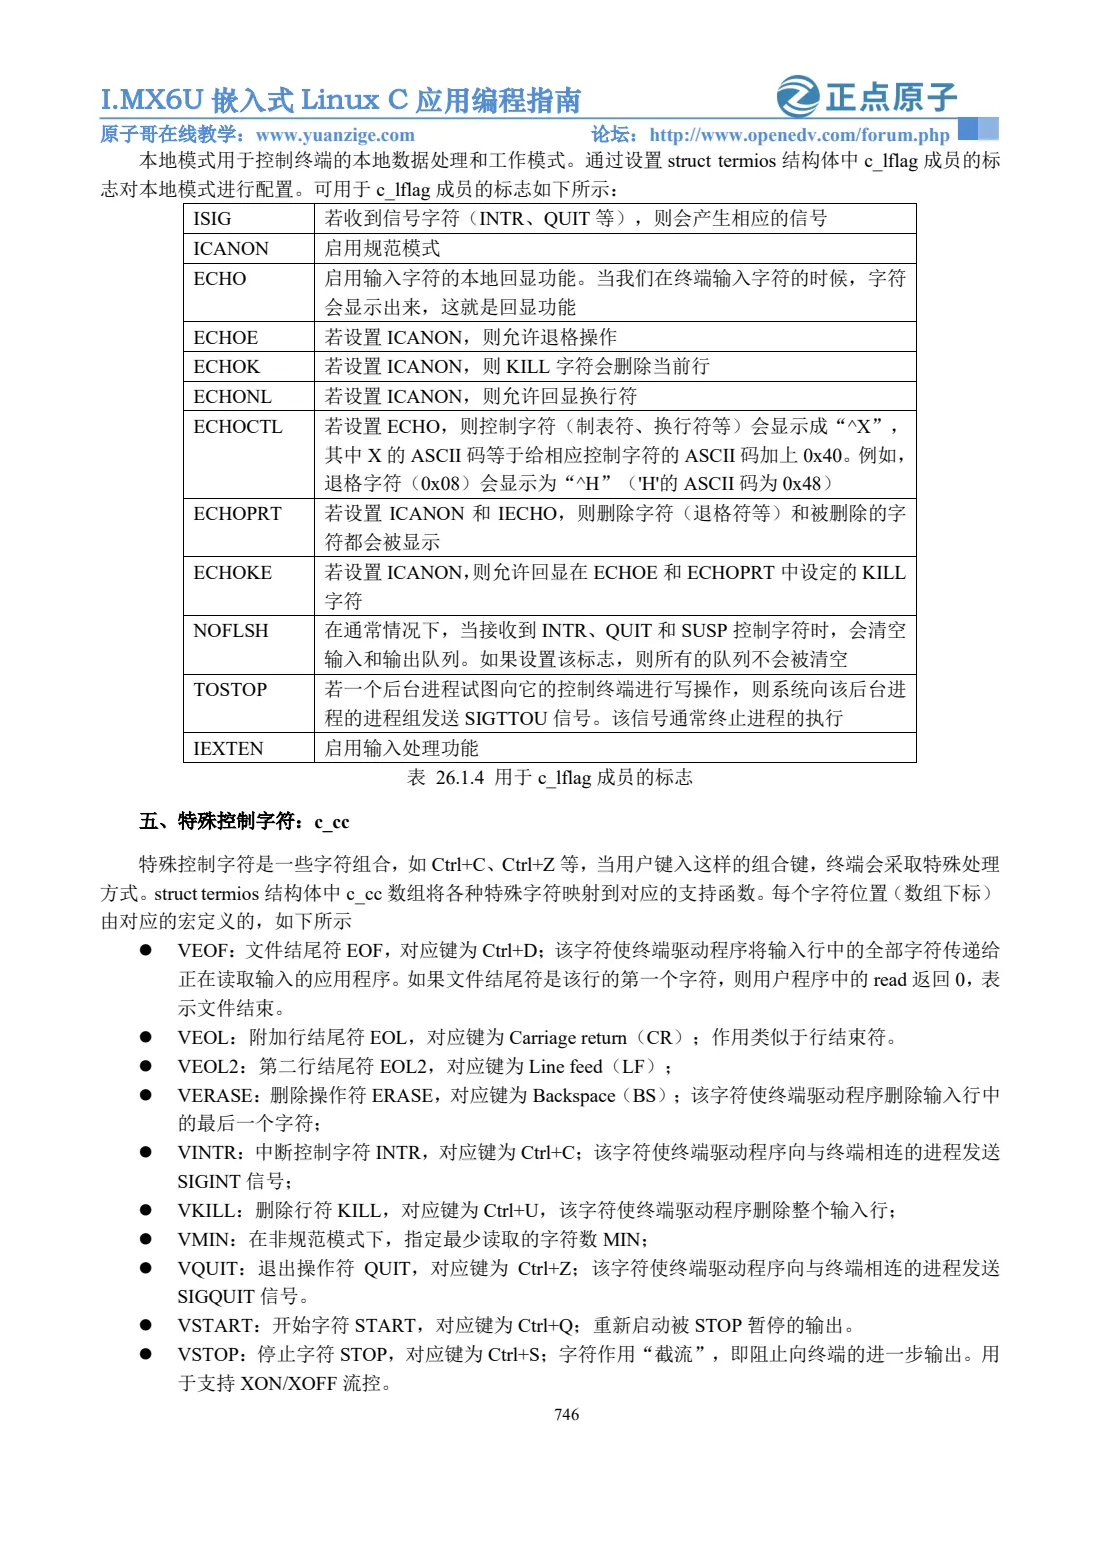 I.MX6U 嵌入式 Linux C 应用编程指南
正点原子
原子哥在线教学：www.yuanzige.com 论坛：http://www.openedv.com/forum.php
本地模式用于控制终端的本地数据处理和工作模式。通过设置 struct termios 结构体中 c_lflag 成员的标
志对本地模式进行配置。可用于 c_lflag 成员的标志如下所示：
ISIG 若收到信号字符（INTR、QUIT 等），则会产生相应的信号
ICANON 启用规范模式
ECHO 启用输入字符的本地回显功能。当我们在终端输入字符的时候，字符
会显示出来，这就是回显功能
ECHOE 若设置 ICANON，则允许退格操作
ECHOK 若设置 ICANON，则 KILL 字符会删除当前行
ECHONL 若设置 ICANON，则允许回显换行符
ECHOCTL 若设置 ECHO，则控制字符（制表符、换行符等）会显示成“^X”，
其中 X 的 ASCII 码等于给相应控制字符的 ASCII 码加上 0x40。例如，
退格字符（0x08）会显示为“^H”（'H'的 ASCII 码为 0x48）
ECHOPRT 若设置 ICANON 和 IECHO，则删除字符（退格符等）和被删除的字
符都会被显示
ECHOKE 若设置 ICANON，则允许回显在 ECHOE 和 ECHOPRT 中设定的 KILL
字符
NOFLSH 在通常情况下，当接收到 INTR、QUIT 和 SUSP 控制字符时，会清空
输入和输出队列。如果设置该标志，则所有的队列不会被清空
TOSTOP 若一个后台进程试图向它的控制终端进行写操作，则系统向该后台进
程的进程组发送 SIGTTOU 信号。该信号通常终止进程的执行
IEXTEN 启用输入处理功能
表 26.1.4 用于 c_lflag 成员的标志
五、特殊控制字符：c_cc
特殊控制字符是一些字符组合，如 Ctrl+C、Ctrl+Z 等，当用户键入这样的组合键，终端会采取特殊处理
方式。struct termios 结构体中 c_cc 数组将各种特殊字符映射到对应的支持函数。每个字符位置（数组下标）
由对应的宏定义的，如下所示
● VEOF：文件结尾符 EOF，对应键为 Ctrl+D；该字符使终端驱动程序将输入行中的全部字符传递给
正在读取输入的应用程序。如果文件结尾符是该行的第一个字符，则用户程序中的 read 返回 0，表
示文件结束。
● VEOL：附加行结尾符 EOL，对应键为 Carriage return（CR）；作用类似于行结束符。
● VEOL2：第二行结尾符 EOL2，对应键为 Line feed（LF）；
● VERASE：删除操作符 ERASE，对应键为 Backspace（BS）；该字符使终端驱动程序删除输入行中
的最后一个字符；
● VINTR：中断控制字符 INTR，对应键为 Ctrl+C；该字符使终端驱动程序向与终端相连的进程发送
SIGINT 信号；
● VKILL：删除行符 KILL，对应键为 Ctrl+U，该字符使终端驱动程序删除整个输入行；
● VMIN：在非规范模式下，指定最少读取的字符数 MIN；
● VQUIT：退出操作符 QUIT，对应键为 Ctrl+Z；该字符使终端驱动程序向与终端相连的进程发送
SIGQUIT 信号。
● VSTART：开始字符 START，对应键为 Ctrl+Q；重新启动被 STOP 暂停的输出。
● VSTOP：停止字符 STOP，对应键为 Ctrl+S；字符作用“截流”，即阻止向终端的进一步输出。用
于支持 XON/XOFF 流控。
746